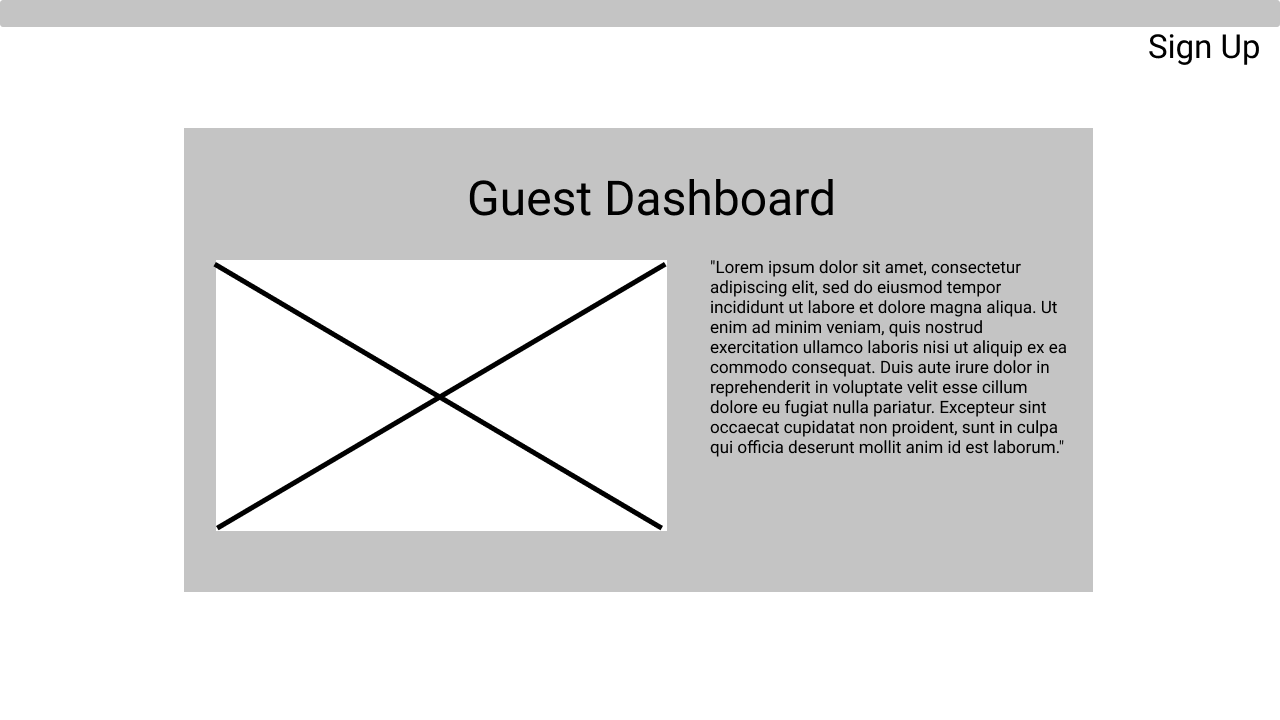 Sign Up
Guest Dashboard
"Lorem ipsum dolor sit amet, consectetur
adipiscing elit, sed do eiusmod tempor
incididunt ut labore et dolore magna aliqua. Ut
enim ad minim veniam, quis nostrud
exercitation ullamco laboris nisi ut aliquip ex ea
commodo consequat. Duis aute irure dolor in
reprehenderit in voluptate velit esse cillum
dolore eu fugiat nulla pariatur. Excepteur sint
occaecat cupidatat non proident, sunt in culpa
qui officia deserunt mollit anim id est laborum."